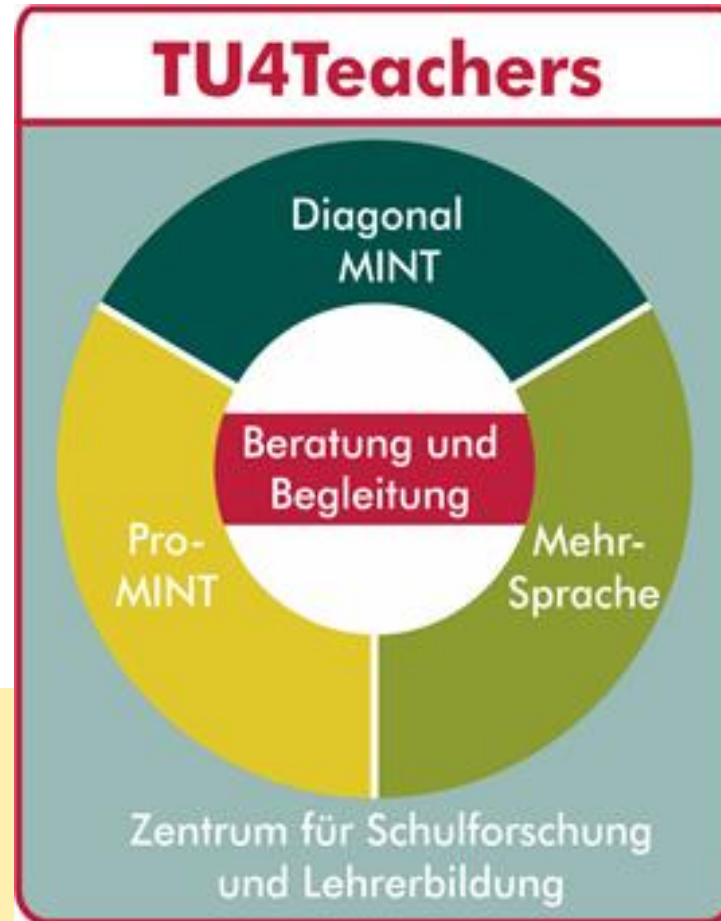 TU4Teachers
Diagonal
MINT
Beratung und
Begleitung
Pro-
MINT
Mehr-
Sprache
Zentrum für Schulforschung
und Lehrerbildung